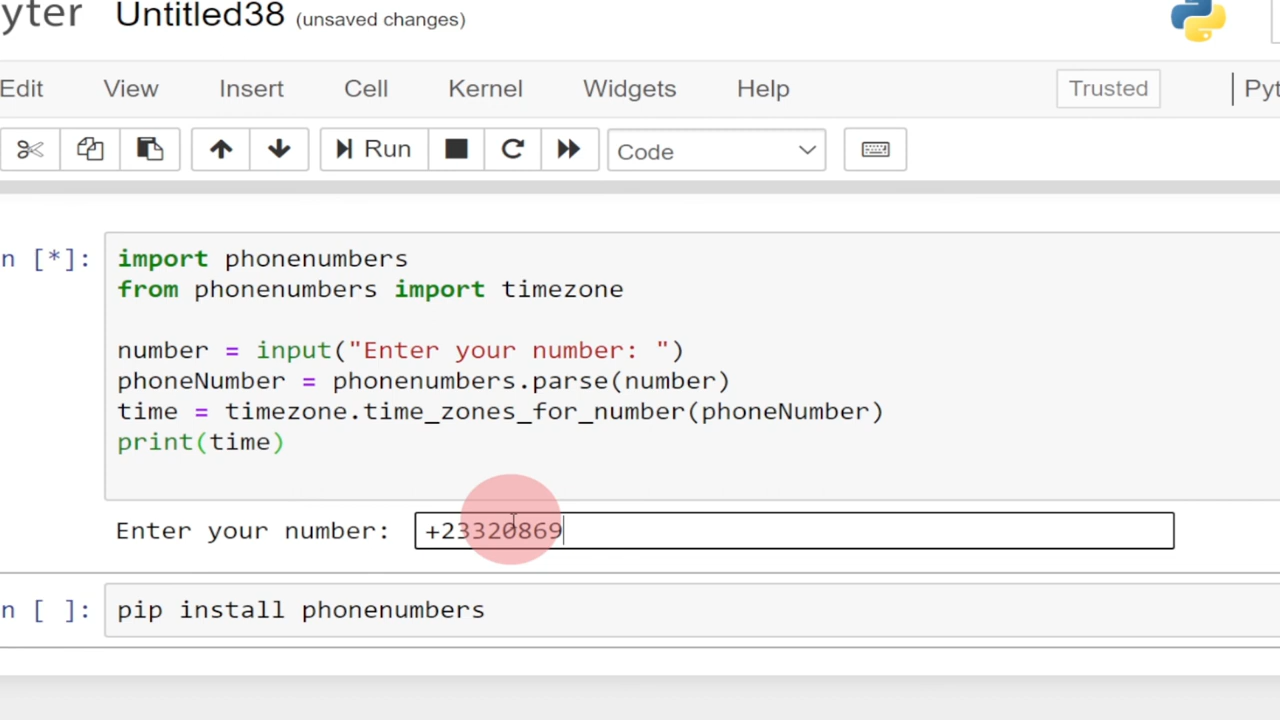 yter Untitled38 (unsaved changes)
Edit View Insert Cell Kernel Widgets Help Trusted Pyt
Run Code
n [*]: import phonenumbers
from phonenumbers import timezone
number = input("Enter your number: ")
phoneNumber = phonenumbers.parse(number)
time = timezone.time_zones_for_number(phoneNumber)
print(time)
Enter your number: +23320869
n [ ]: pip install phonenumbers